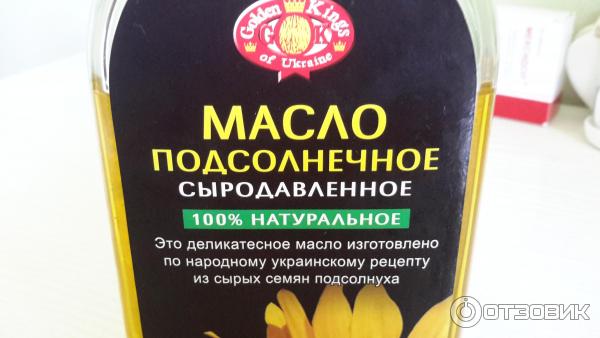 Golden Kings
G K
of Ukraine
МАСЛО
ПОДСОЛНЕЧНОЕ
СЫРОДАВЛЕННОЕ
100% НАТУРАЛЬНОЕ
Это деликатесное масло изготовлено
по народному украинскому рецепту
из сырых семян подсолнуха
ОТЗОВИК